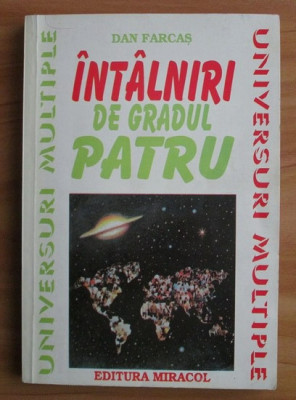 DAN FARCAȘ
ÎNTÂLNIRI
DE GRADUL
PATRU
UNIVERSURI MULTIPLE
UNIVERSURI MULTIPLE
EDITURA MIRACOL